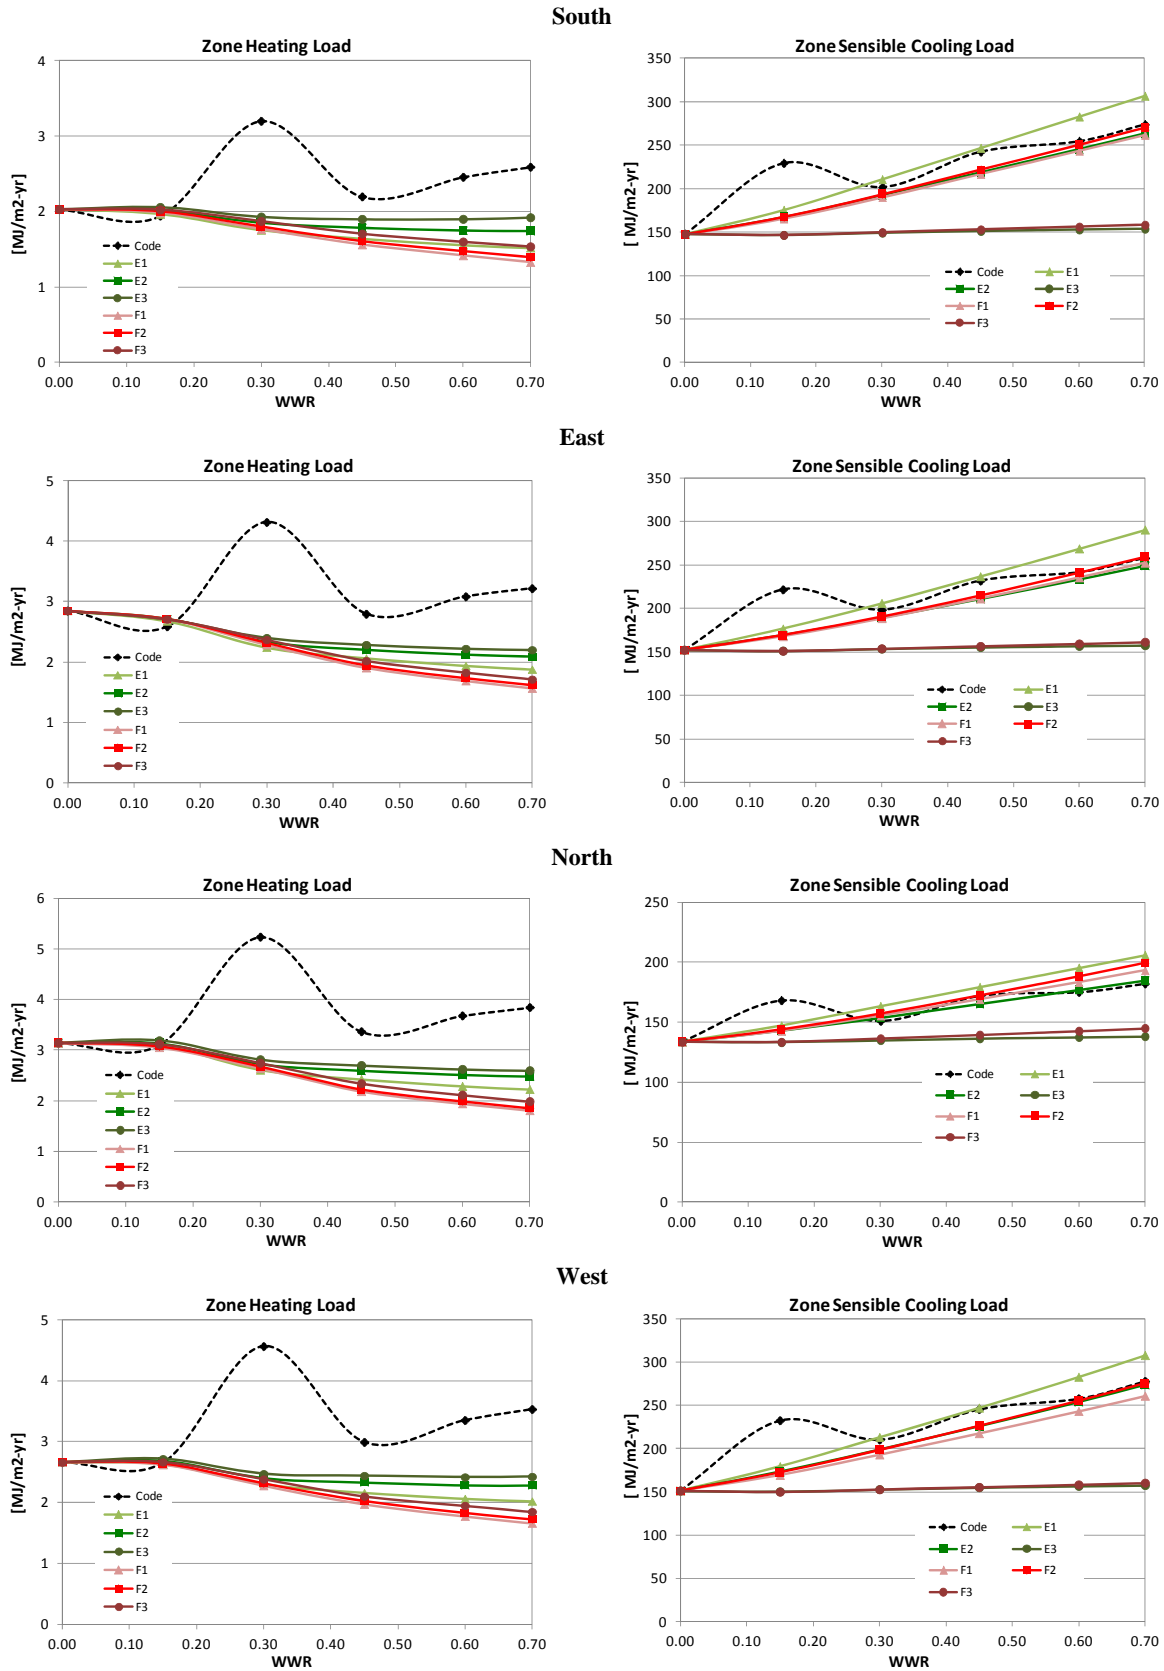 South
Zone Heating Load
[MJ/m2-yr]
4
3
2
1
0
Code
E1
E2
E3
F1
F2
F3
0.00 0.10 0.20 0.30 0.40 0.50 0.60 0.70
WWR
Zone Sensible Cooling Load
[ MJ/m2-yr]
350
300
250
200
150
100
50
0
Code E1
E2 E3
F1 F2
F3
0.00 0.10 0.20 0.30 0.40 0.50 0.60 0.70
WWR
East
Zone Heating Load
[MJ/m2-yr]
5
4
3
2
1
0
Code
E1
E2
E3
F1
F2
F3
0.00 0.10 0.20 0.30 0.40 0.50 0.60 0.70
WWR
Zone Sensible Cooling Load
[ MJ/m2-yr]
350
300
250
200
150
100
50
0
Code E1
E2 E3
F1 F2
F3
0.00 0.10 0.20 0.30 0.40 0.50 0.60 0.70
WWR
North
Zone Heating Load
[MJ/m2-yr]
6
5
4
3
2
1
0
Code
E1
E2
E3
F1
F2
F3
0.00 0.10 0.20 0.30 0.40 0.50 0.60 0.70
WWR
Zone Sensible Cooling Load
[ MJ/m2-yr]
250
200
150
100
50
0
Code E1
E2 E3
F1 F2
F3
0.00 0.10 0.20 0.30 0.40 0.50 0.60 0.70
WWR
West
Zone Heating Load
[MJ/m2-yr]
5
4
3
2
1
0
Code
E1
E2
E3
F1
F2
F3
0.00 0.10 0.20 0.30 0.40 0.50 0.60 0.70
WWR
Zone Sensible Cooling Load
[ MJ/m2-yr]
350
300
250
200
150
100
50
0
Code E1
E2 E3
F1 F2
F3
0.00 0.10 0.20 0.30 0.40 0.50 0.60 0.70
WWR